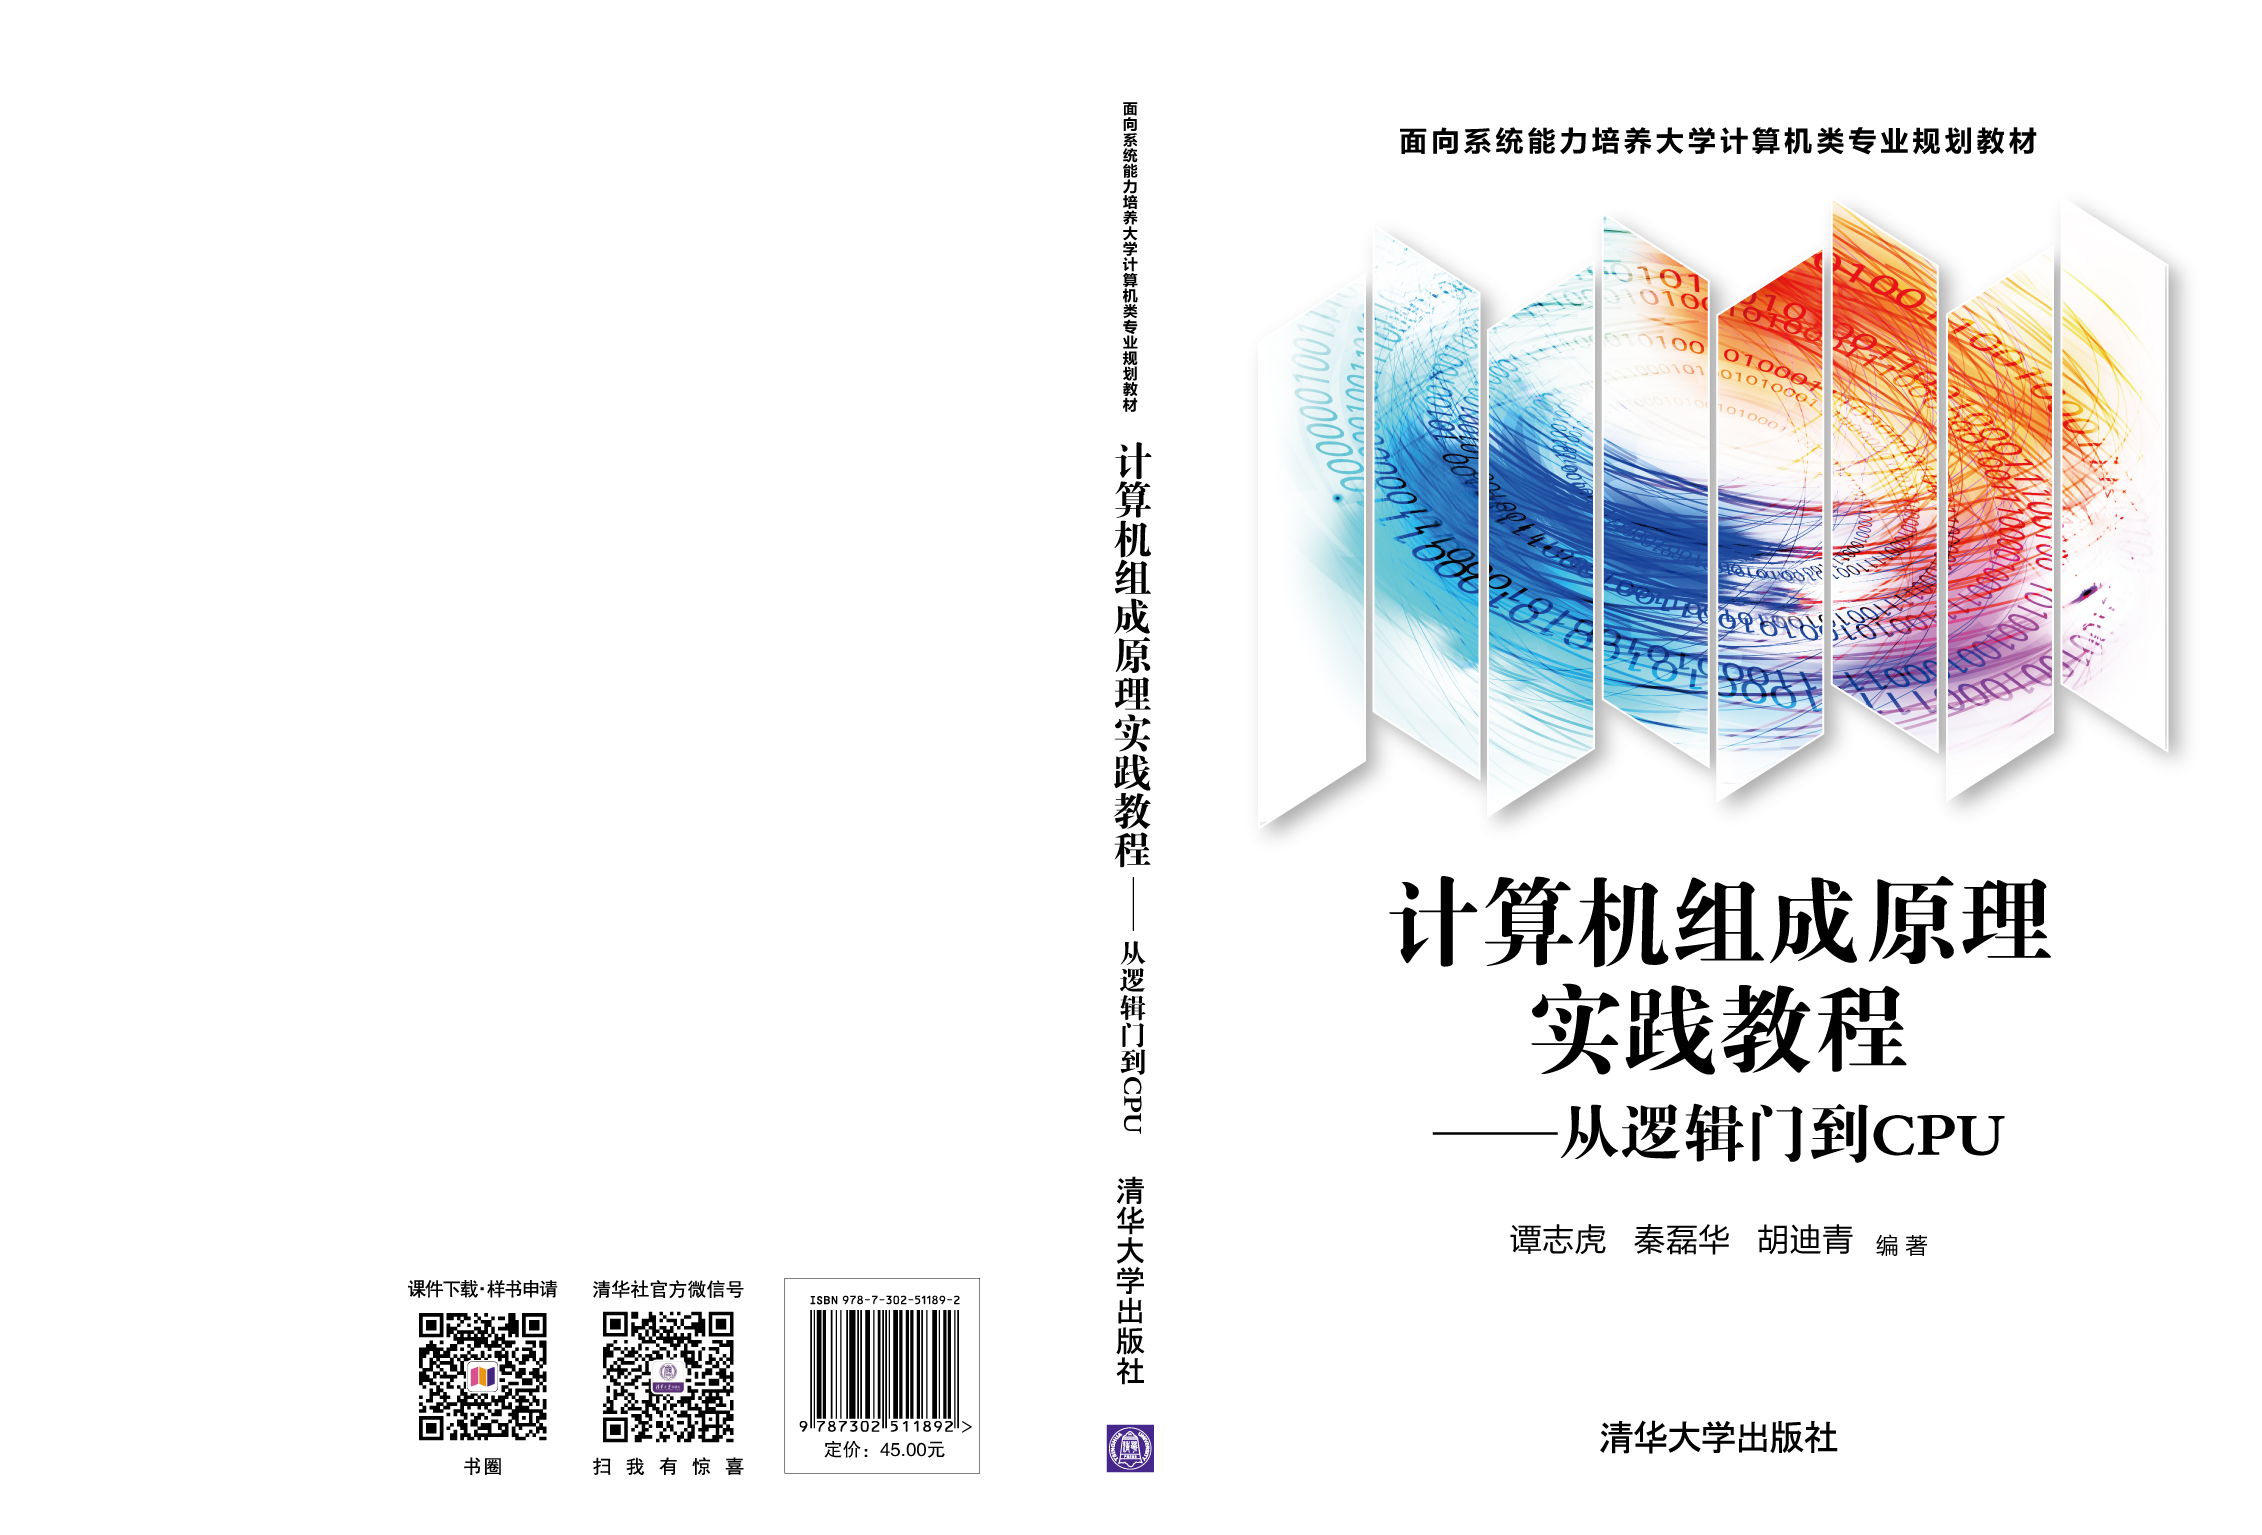 面向系统能力培养大学计算机类专业规划教材
计算机组成原理
实践教程
——从逻辑门到CPU
谭志虎 秦磊华 胡迪青 编著
清华大学出版社
面向系统能力培养大学计算机类专业规划教材
计算机组成原理实践教程——从逻辑门到CPU
清华大学出版社
课件下载·样书申请
书圈
清华社官方微信号
扫我有惊喜
ISBN 978-7-302-51189-2
9 787302 511892 >
定价：45.00元